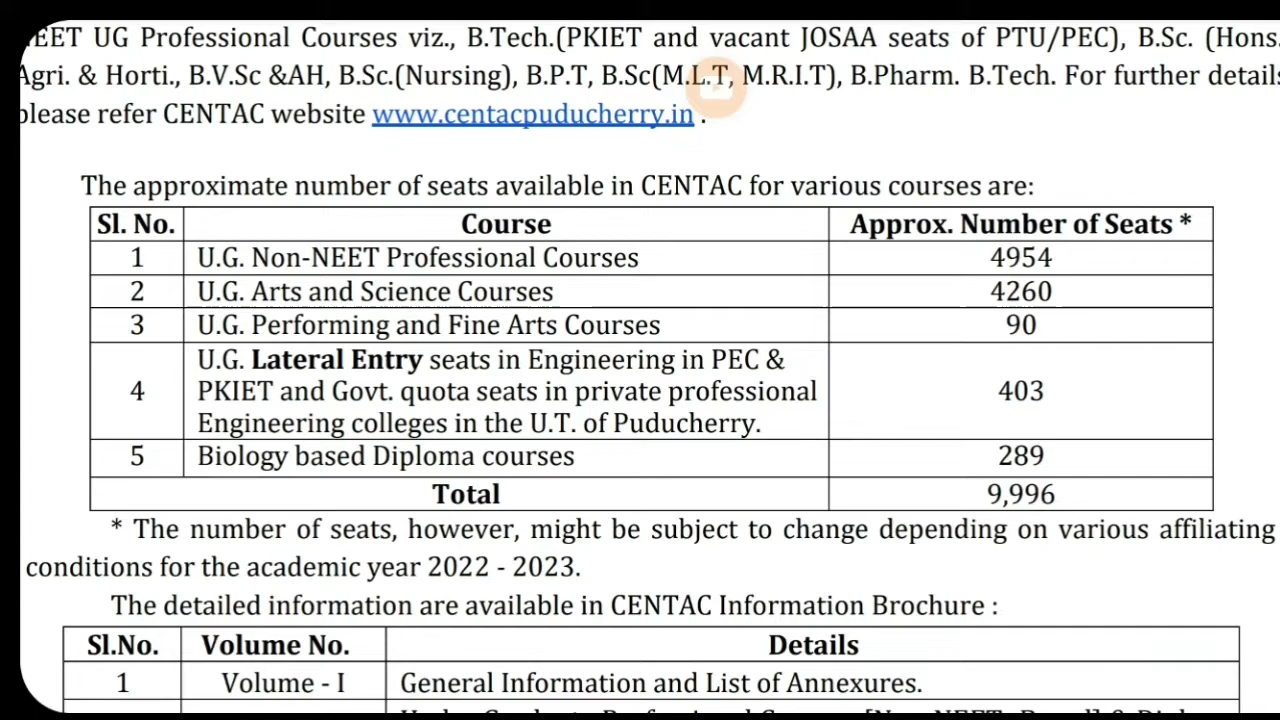 NEET UG Professional Courses viz., B.Tech.(PKIET and vacant JOSAA seats of PTU/PEC), B.Sc. (Hons.
Agri. & Horti., B.V.Sc &AH, B.Sc.(Nursing), B.P.T, B.Sc(M.L.T, M.R.I.T), B.Pharm. B.Tech. For further details
please refer CENTAC website www.centacpuducherry.in .
The approximate number of seats available in CENTAC for various courses are:
Sl. No. Course Approx. Number of Seats *
1 U.G. Non-NEET Professional Courses 4954
2 U.G. Arts and Science Courses 4260
3 U.G. Performing and Fine Arts Courses 90
U.G. Lateral Entry seats in Engineering in PEC &
4 PKIET and Govt. quota seats in private professional 403
Engineering colleges in the U.T. of Puducherry.
5 Biology based Diploma courses 289
Total 9,996
* The number of seats, however, might be subject to change depending on various affiliating
conditions for the academic year 2022 - 2023.
The detailed information are available in CENTAC Information Brochure :
Sl.No. Volume No. Details
1 Volume - I General Information and List of Annexures.